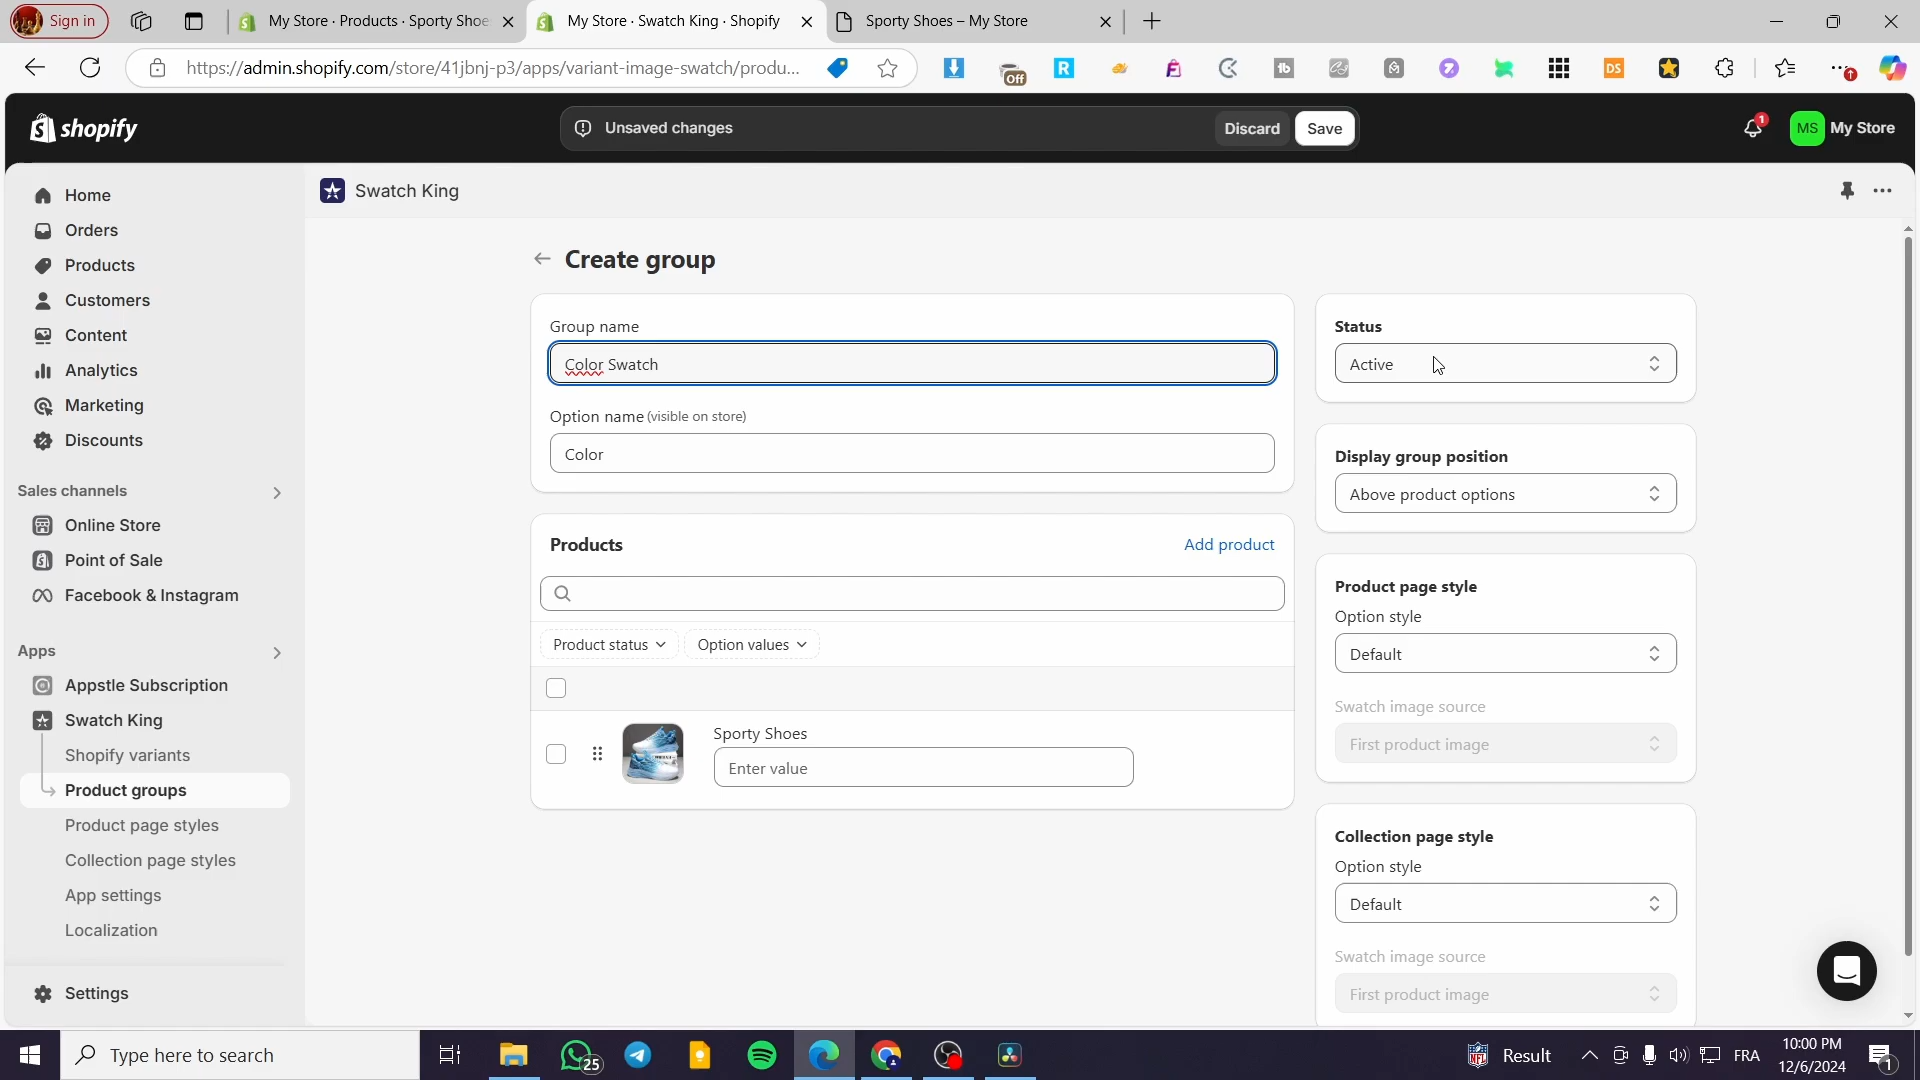 Sign in
My Store · Products · Sporty Shoe
My Store · Swatch King · Shopify
Sporty Shoes – My Store
https://admin.shopify.com/store/41jbnj-p3/apps/variant-image-swatch/produ...
Off
R
tb
DS
shopify
Unsaved changes
Discard
Save
1
MS
My Store
Home
Orders
Products
Customers
Content
Analytics
Marketing
Discounts
Sales channels
Online Store
Point of Sale
Facebook & Instagram
Apps
Appstle Subscription
Swatch King
Shopify variants
Product groups
Product page styles
Collection page styles
App settings
Localization
Settings
Swatch King
Create group
Group name
Color Swatch
Option name (visible on store)
Color
Products
Add product
Product status
Option values
Sporty Shoes
Enter value
Status
Active
Display group position
Above product options
Product page style
Option style
Default
Swatch image source
First product image
Collection page style
Option style
Default
Swatch image source
First product image
Type here to search
25
Result
FRA
10:00 PM
12/6/2024
1